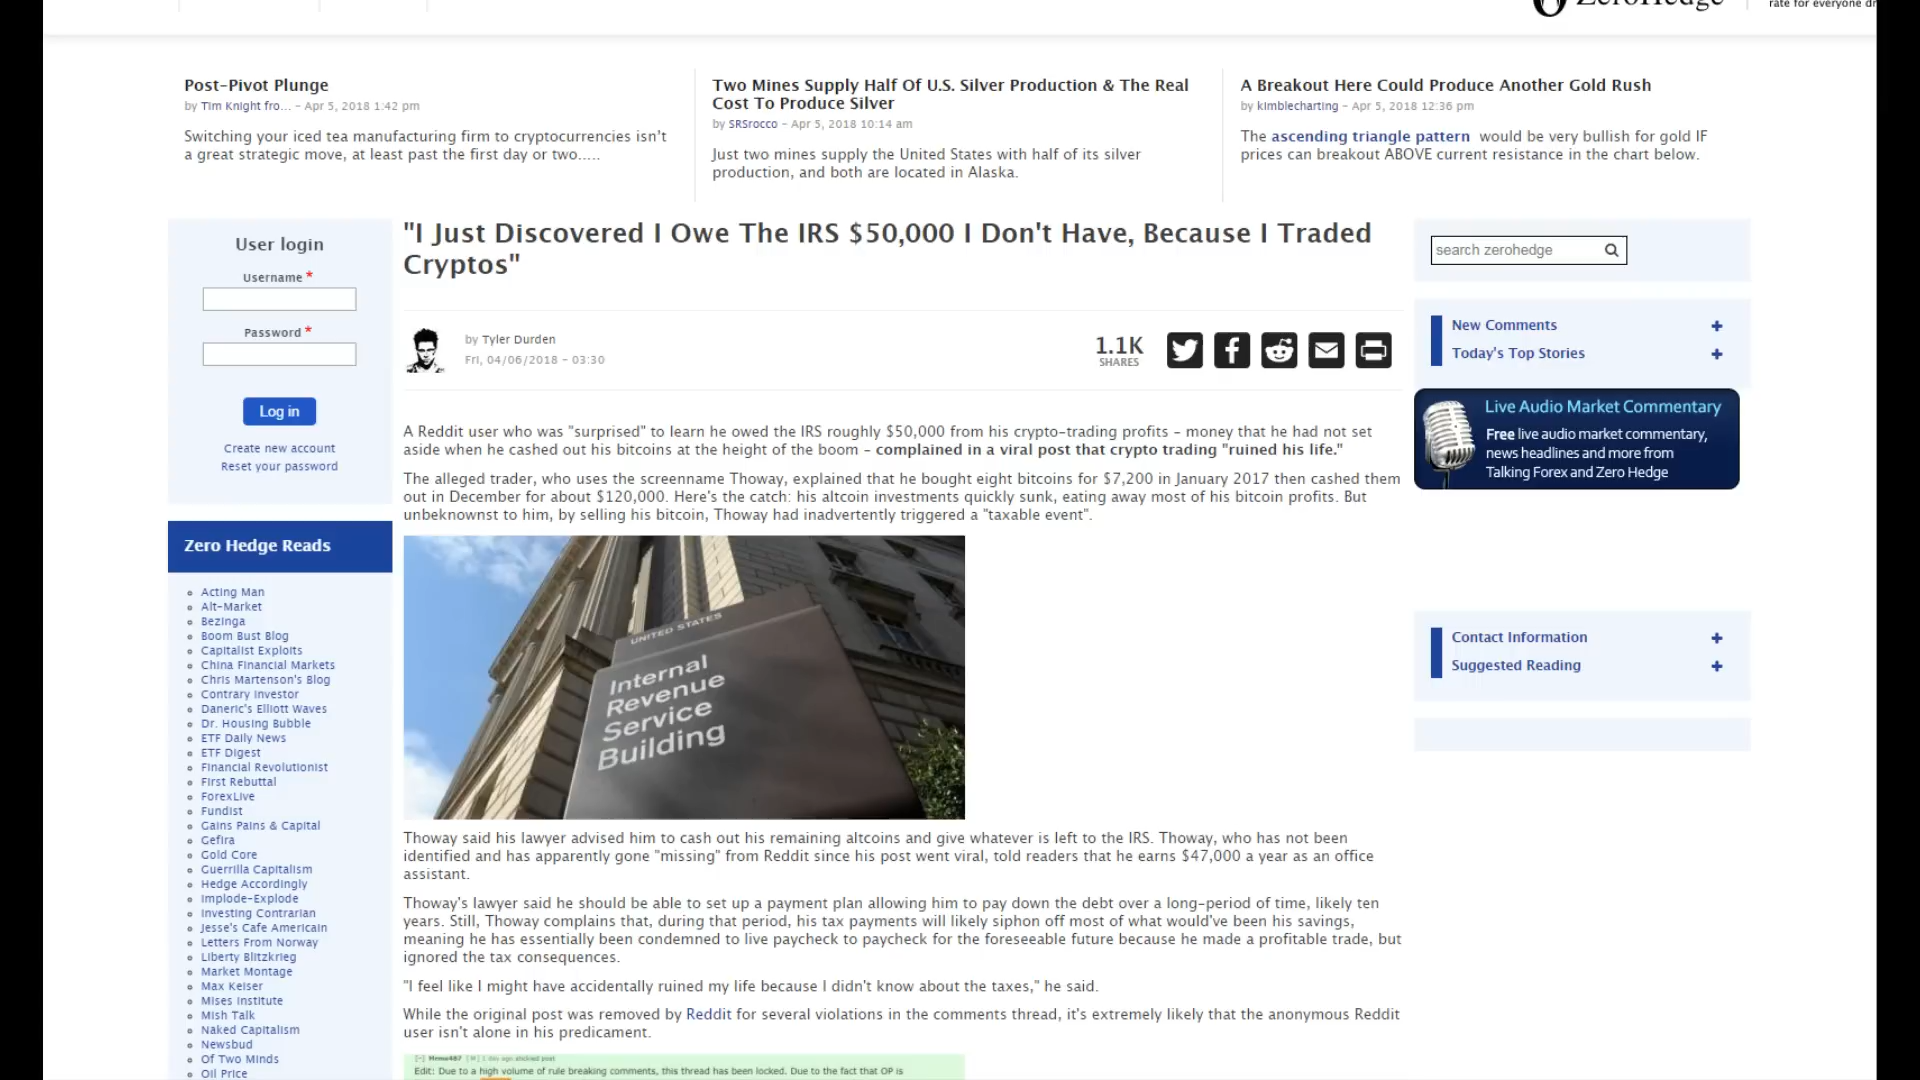 ZeroHedge
rate for everyone
Post-Pivot Plunge
by Tim Knight fro... - Apr 5, 2018 1:42 pm
Switching your iced tea manufacturing firm to cryptocurrencies isn't
a great strategic move, at least past the first day or two.....
Two Mines Supply Half Of U.S. Silver Production & The Real
Cost To Produce Silver
by SRSrocco - Apr 5, 2018 10:14 am
Just two mines supply the United States with half of its silver
production, and both are located in Alaska.
A Breakout Here Could Produce Another Gold Rush
by kimblecharting - Apr 5, 2018 12:36 pm
The ascending triangle pattern would be very bullish for gold IF
prices can breakout ABOVE current resistance in the chart below.
User login
Username *
Password *
Log in
Create new account
Reset your password
Zero Hedge Reads
Acting Man
Alt-Market
Bezinga
Boom Bust Blog
Capitalist Exploits
China Financial Markets
Chris Martenson's Blog
Contrary Investor
Daneric's Elliott Waves
Dr. Housing Bubble
ETF Daily News
ETF Digest
Financial Revolutionist
First Rebuttal
ForexLive
Fundist
Gains Pains & Capital
Gefira
Gold Core
Guerrilla Capitalism
Hedge Accordingly
Implode-Explode
Investing Contrarian
Jesse's Cafe Americain
Letters From Norway
Liberty Blitzkrieg
Market Montage
Max Keiser
Mises Institute
Mish Talk
Naked Capitalism
Newsbud
Of Two Minds
Oil Price
"I Just Discovered I Owe The IRS $50,000 I Don't Have, Because I Traded
Cryptos"
by Tyler Durden
Fri, 04/06/2018 - 03:30
1.1K
SHARES
A Reddit user who was "surprised" to learn he owed the IRS roughly $50,000 from his crypto-trading profits - money that he had not set
aside when he cashed out his bitcoins at the height of the boom - complained in a viral post that crypto trading "ruined his life."
The alleged trader, who uses the screenname Thoway, explained that he bought eight bitcoins for $7,200 in January 2017 then cashed them
out in December for about $120,000. Here's the catch: his altcoin investments quickly sunk, eating away most of his bitcoin profits. But
unbeknownst to him, by selling his bitcoin, Thoway had inadvertently triggered a "taxable event".
UNITED STATES
Internal
Revenue
Service
Building
Thoway said his lawyer advised him to cash out his remaining altcoins and give whatever is left to the IRS. Thoway, who has not been
identified and has apparently gone "missing" from Reddit since his post went viral, told readers that he earns $47,000 a year as an office
assistant.
Thoway's lawyer said he should be able to set up a payment plan allowing him to pay down the debt over a long-period of time, likely ten
years. Still, Thoway complains that, during that period, his tax payments will likely siphon off most of what would've been his savings,
meaning he has essentially been condemned to live paycheck to paycheck for the foreseeable future because he made a profitable trade, but
ignored the tax consequences.
"I feel like I might have accidentally ruined my life because I didn't know about the taxes," he said.
While the original post was removed by Reddit for several violations in the comments thread, it's extremely likely that the anonymous Reddit
user isn't alone in his predicament.
[-] Memo487 [M] 1 day ago stickied post
Edit: Due to a high volume of rule breaking comments, this thread has been locked. Due to the fact that OP is
search zerohedge
New Comments +
Today's Top Stories +
Live Audio Market Commentary
Free live audio market commentary,
news headlines and more from
Talking Forex and Zero Hedge
Contact Information +
Suggested Reading +